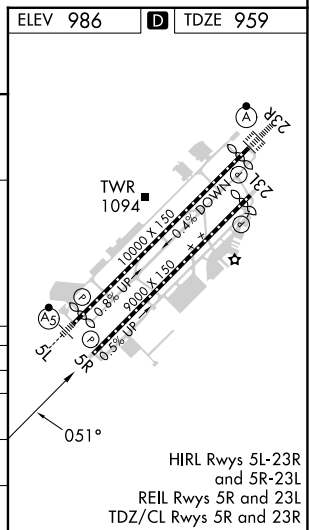 ELEV 986 D TDZE 959
A
23R
P
23L
P
TWR
1094
10000 X 150
0.8% UP
0.4% DOWN
9000 X 150
0.5% UP
P
A5
5L
P
5R
051°
HIRL Rwys 5L-23R
and 5R-23L
REIL Rwys 5R and 23L
TDZ/CL Rwys 5R and 23R